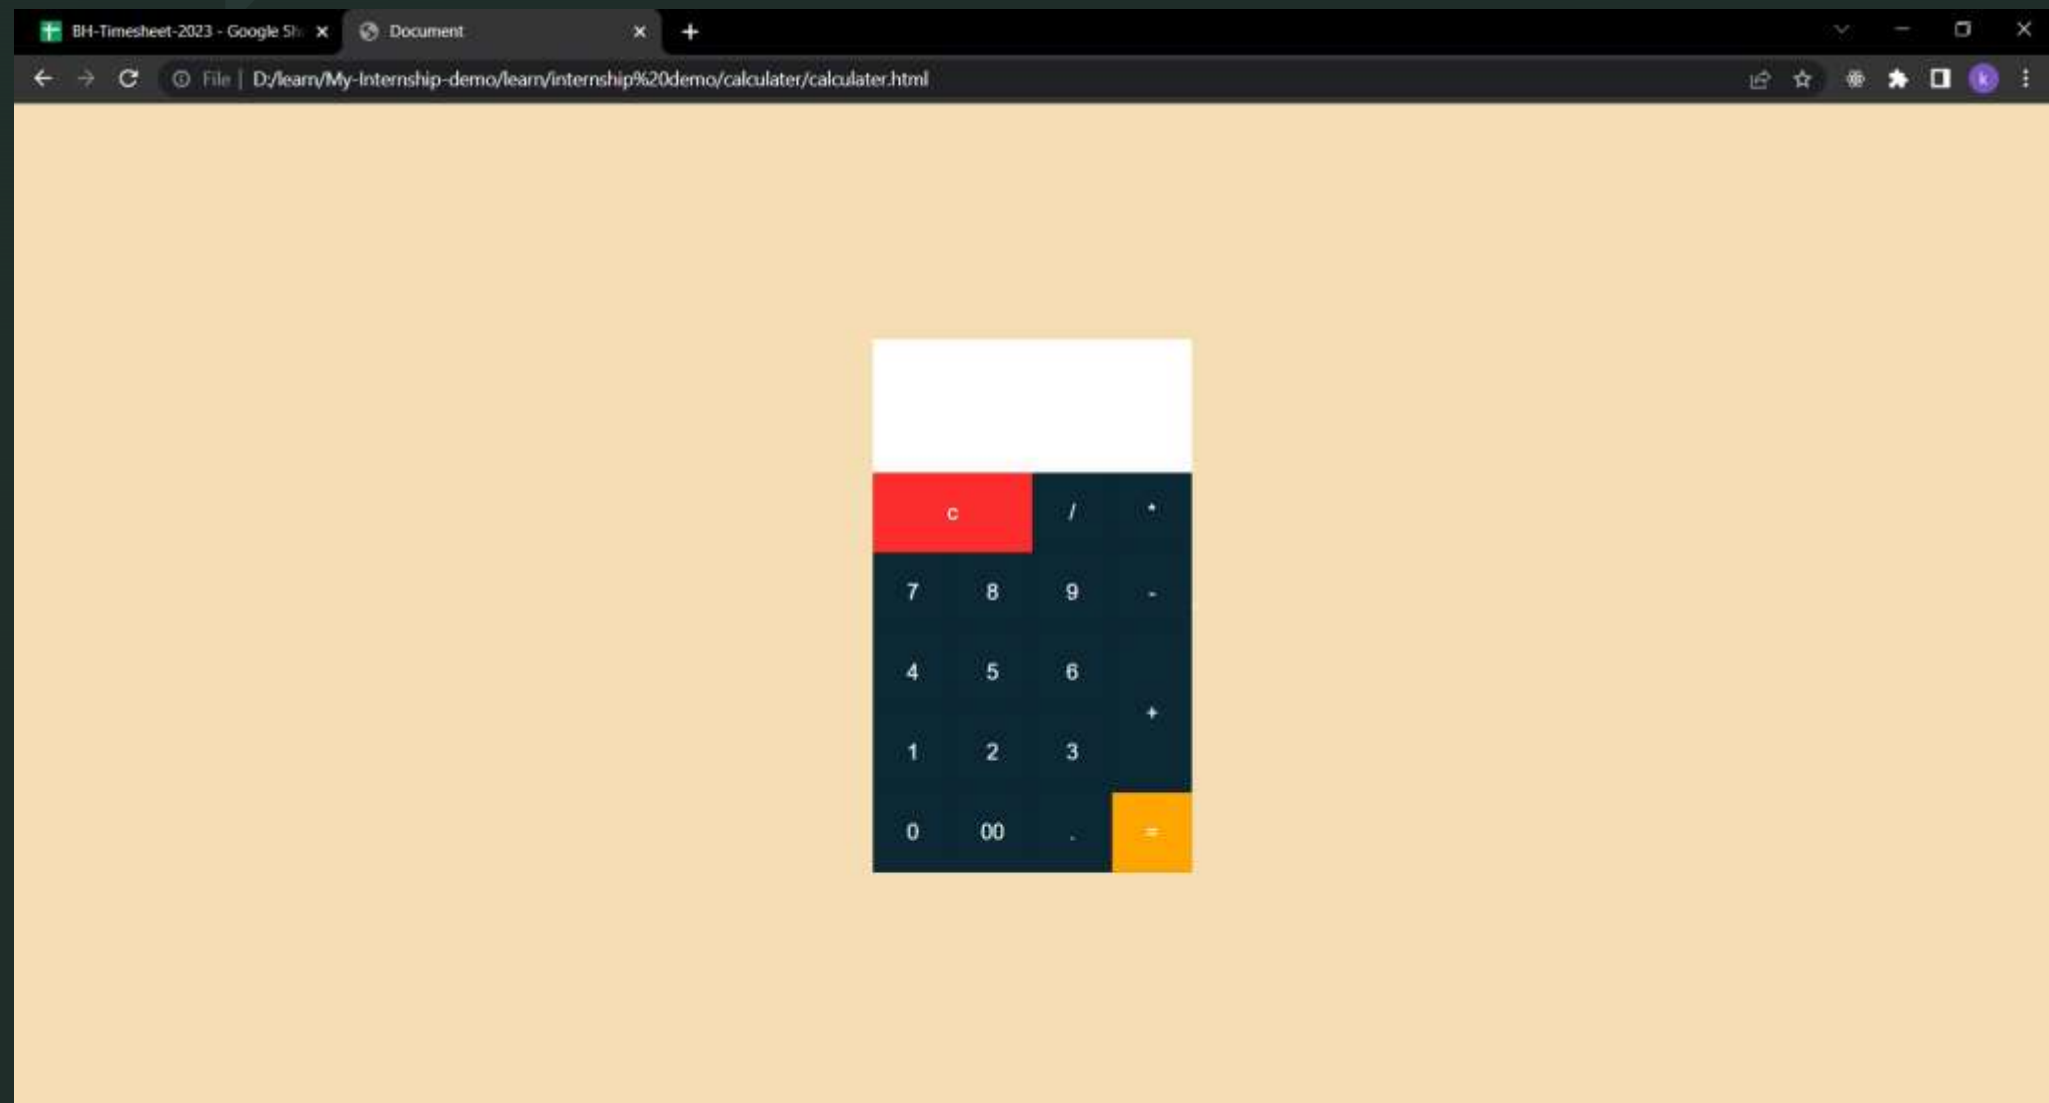 BH-Timesheet-2023 - Google Sh
Document
File | D:/learn/My-Internship-demo/learn/internship%20demo/calculater/calculater.html
k
c / *
7 8 9 -
4 5 6
+
1 2 3
0 00 . =